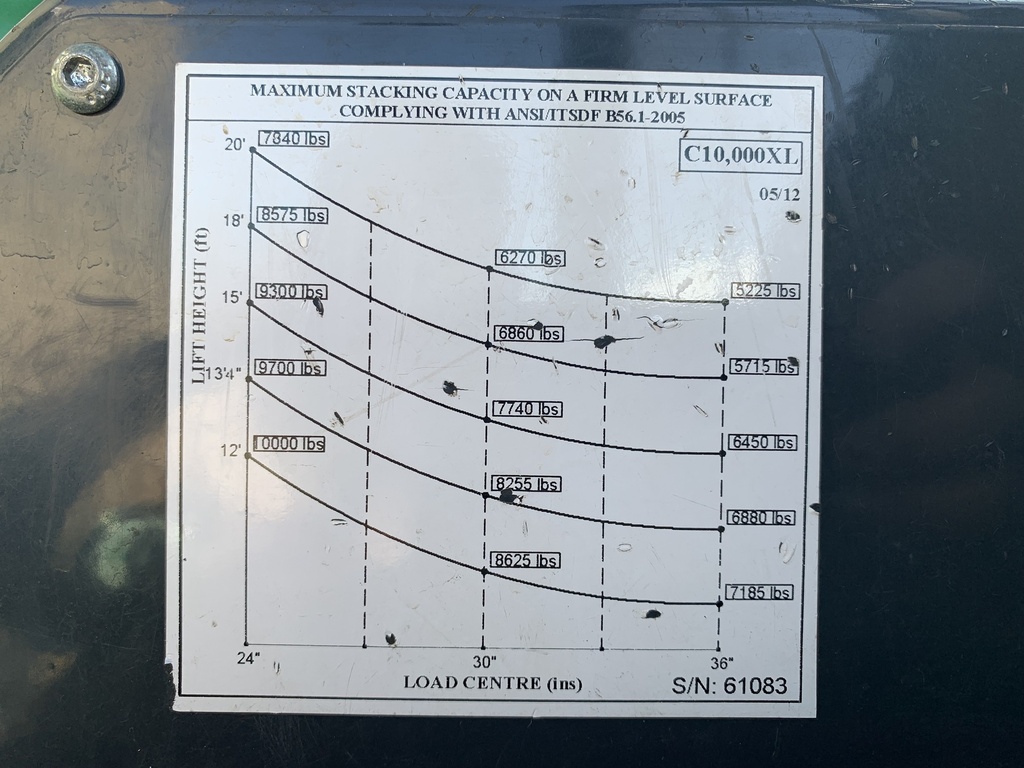 MAXIMUM STACKING CAPACITY ON A FIRM LEVEL SURFACE
COMPLYING WITH ANSI/ITSDF B56.1-2005
C10,000XL
05/12
LIFT HEIGHT (ft)
20' 7840 lbs 6270 lbs 5225 lbs
18' 8575 lbs 6860 lbs 5715 lbs
15' 9300 lbs 7740 lbs 6450 lbs
13'4" 9700 lbs 8255 lbs 6880 lbs
12' 10000 lbs 8625 lbs 7185 lbs
24" 30" 36"
LOAD CENTRE (ins)
S/N: 61083